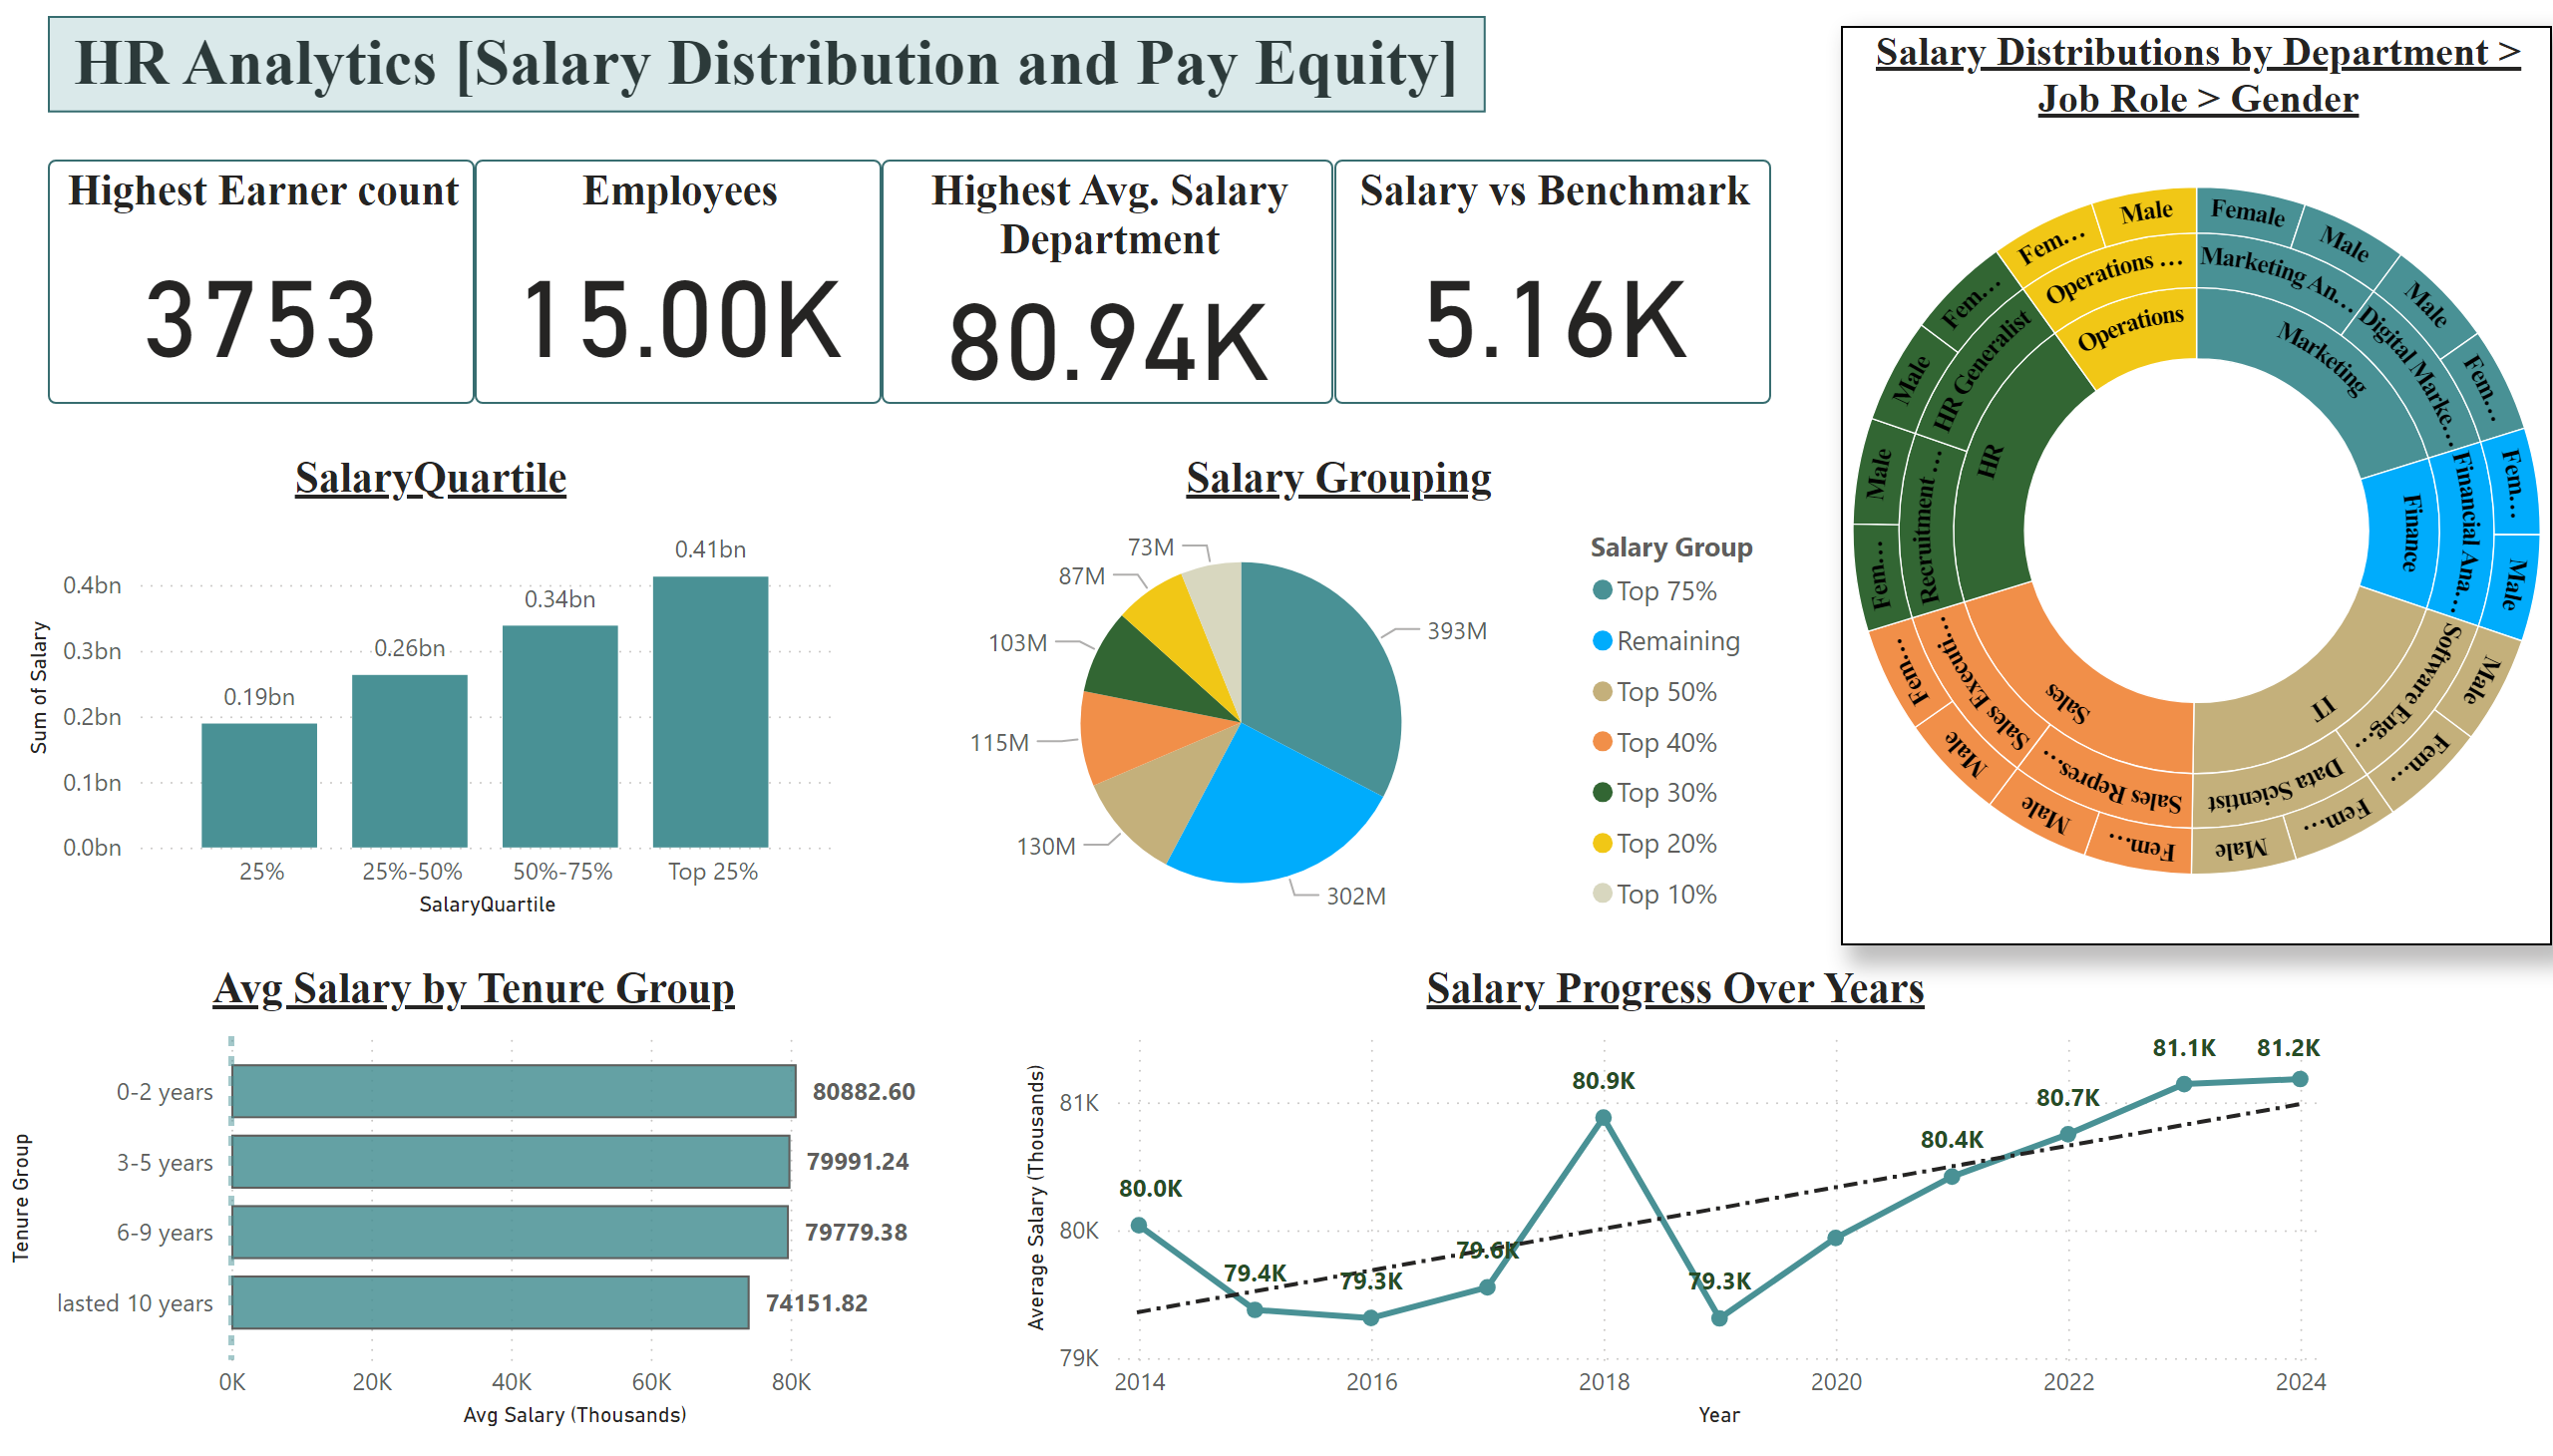 HR Analytics [Salary Distribution and Pay Equity]
Highest Earner count
3753
Employees
15.00K
Highest Avg. Salary
Department
80.94K
Salary vs Benchmark
5.16K
Salary Distributions by Department >
Job Role > Gender
Female
Male
Male
Fem…
Marketing An…
Digital Marke…
Marketing
Fem…
Male
Financial Ana…
Finance
Male
Fem…
Fem…
Male
Software Eng…
Data Scientist
IT
Fem…
Male
Male
Fem…
Sales Repres…
Sales Executi…
Sales
Fem…
Male
Male
Fem…
Recruitment …
HR Generalist
HR
Fem…
Male
Operations …
Operations
SalaryQuartile
Sum of Salary
0.4bn
0.3bn
0.2bn
0.1bn
0.0bn
0.19bn
0.26bn
0.34bn
0.41bn
25%
25%-50%
50%-75%
Top 25%
SalaryQuartile
Salary Grouping
73M
87M
103M
115M
130M
302M
393M
Salary Group
Top 75%
Remaining
Top 50%
Top 40%
Top 30%
Top 20%
Top 10%
Avg Salary by Tenure Group
Tenure Group
0-2 years
80882.60
3-5 years
79991.24
6-9 years
79779.38
lasted 10 years
74151.82
0K
20K
40K
60K
80K
Avg Salary (Thousands)
Salary Progress Over Years
Average Salary (Thousands)
81K
80K
79K
80.0K
79.4K
79.3K
79.6K
80.9K
79.3K
80.4K
80.7K
81.1K
81.2K
2014
2016
2018
2020
2022
2024
Year